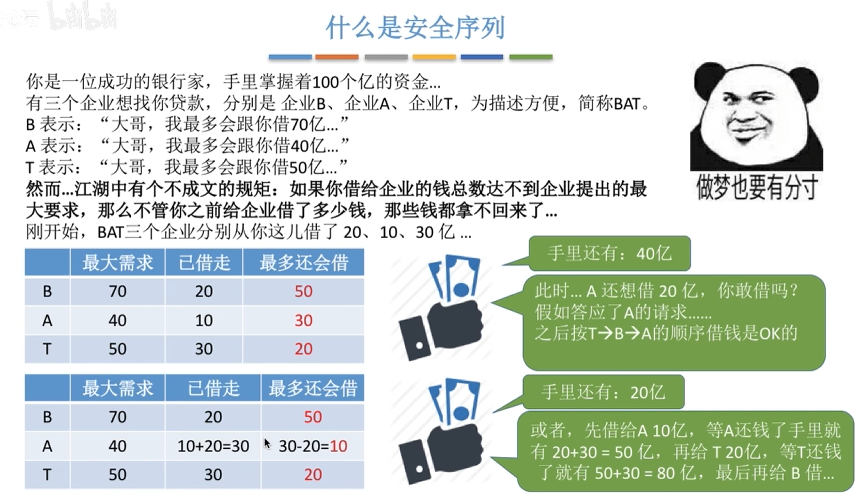 什么是安全序列
你是一位成功的银行家，手里掌握着100个亿的资金...
有三个企业想找你贷款，分别是 企业B、企业A、企业T，为描述方便，简称BAT。
B 表示：“大哥，我最多会跟你借70亿...”
A 表示：“大哥，我最多会跟你借40亿...”
T 表示：“大哥，我最多会跟你借50亿...”
然而...江湖中有个不成文的规矩：如果你借给企业的钱总数达不到企业提出的最
大要求，那么不管你之前给企业借了多少钱，那些钱都拿不回来了...
刚开始，BAT三个企业分别从你这儿借了 20、10、30 亿 ...
做梦也要有分寸
最大需求 已借走 最多还会借
B 70 20 50
A 40 10 30
T 50 30 20
手里还有：40亿
此时... A 还想借 20 亿，你敢借吗？
假如答应了A的请求......
之后按T→B→A的顺序借钱是OK的
最大需求 已借走 最多还会借
B 70 20 50
A 40 10+20=30 30-20=10
T 50 30 20
手里还有：20亿
或者，先借给A 10亿，等A还钱了手里就
有 20+30 = 50 亿，再给 T 20亿，等T还钱
了就有 50+30 = 80 亿，最后再给 B 借...